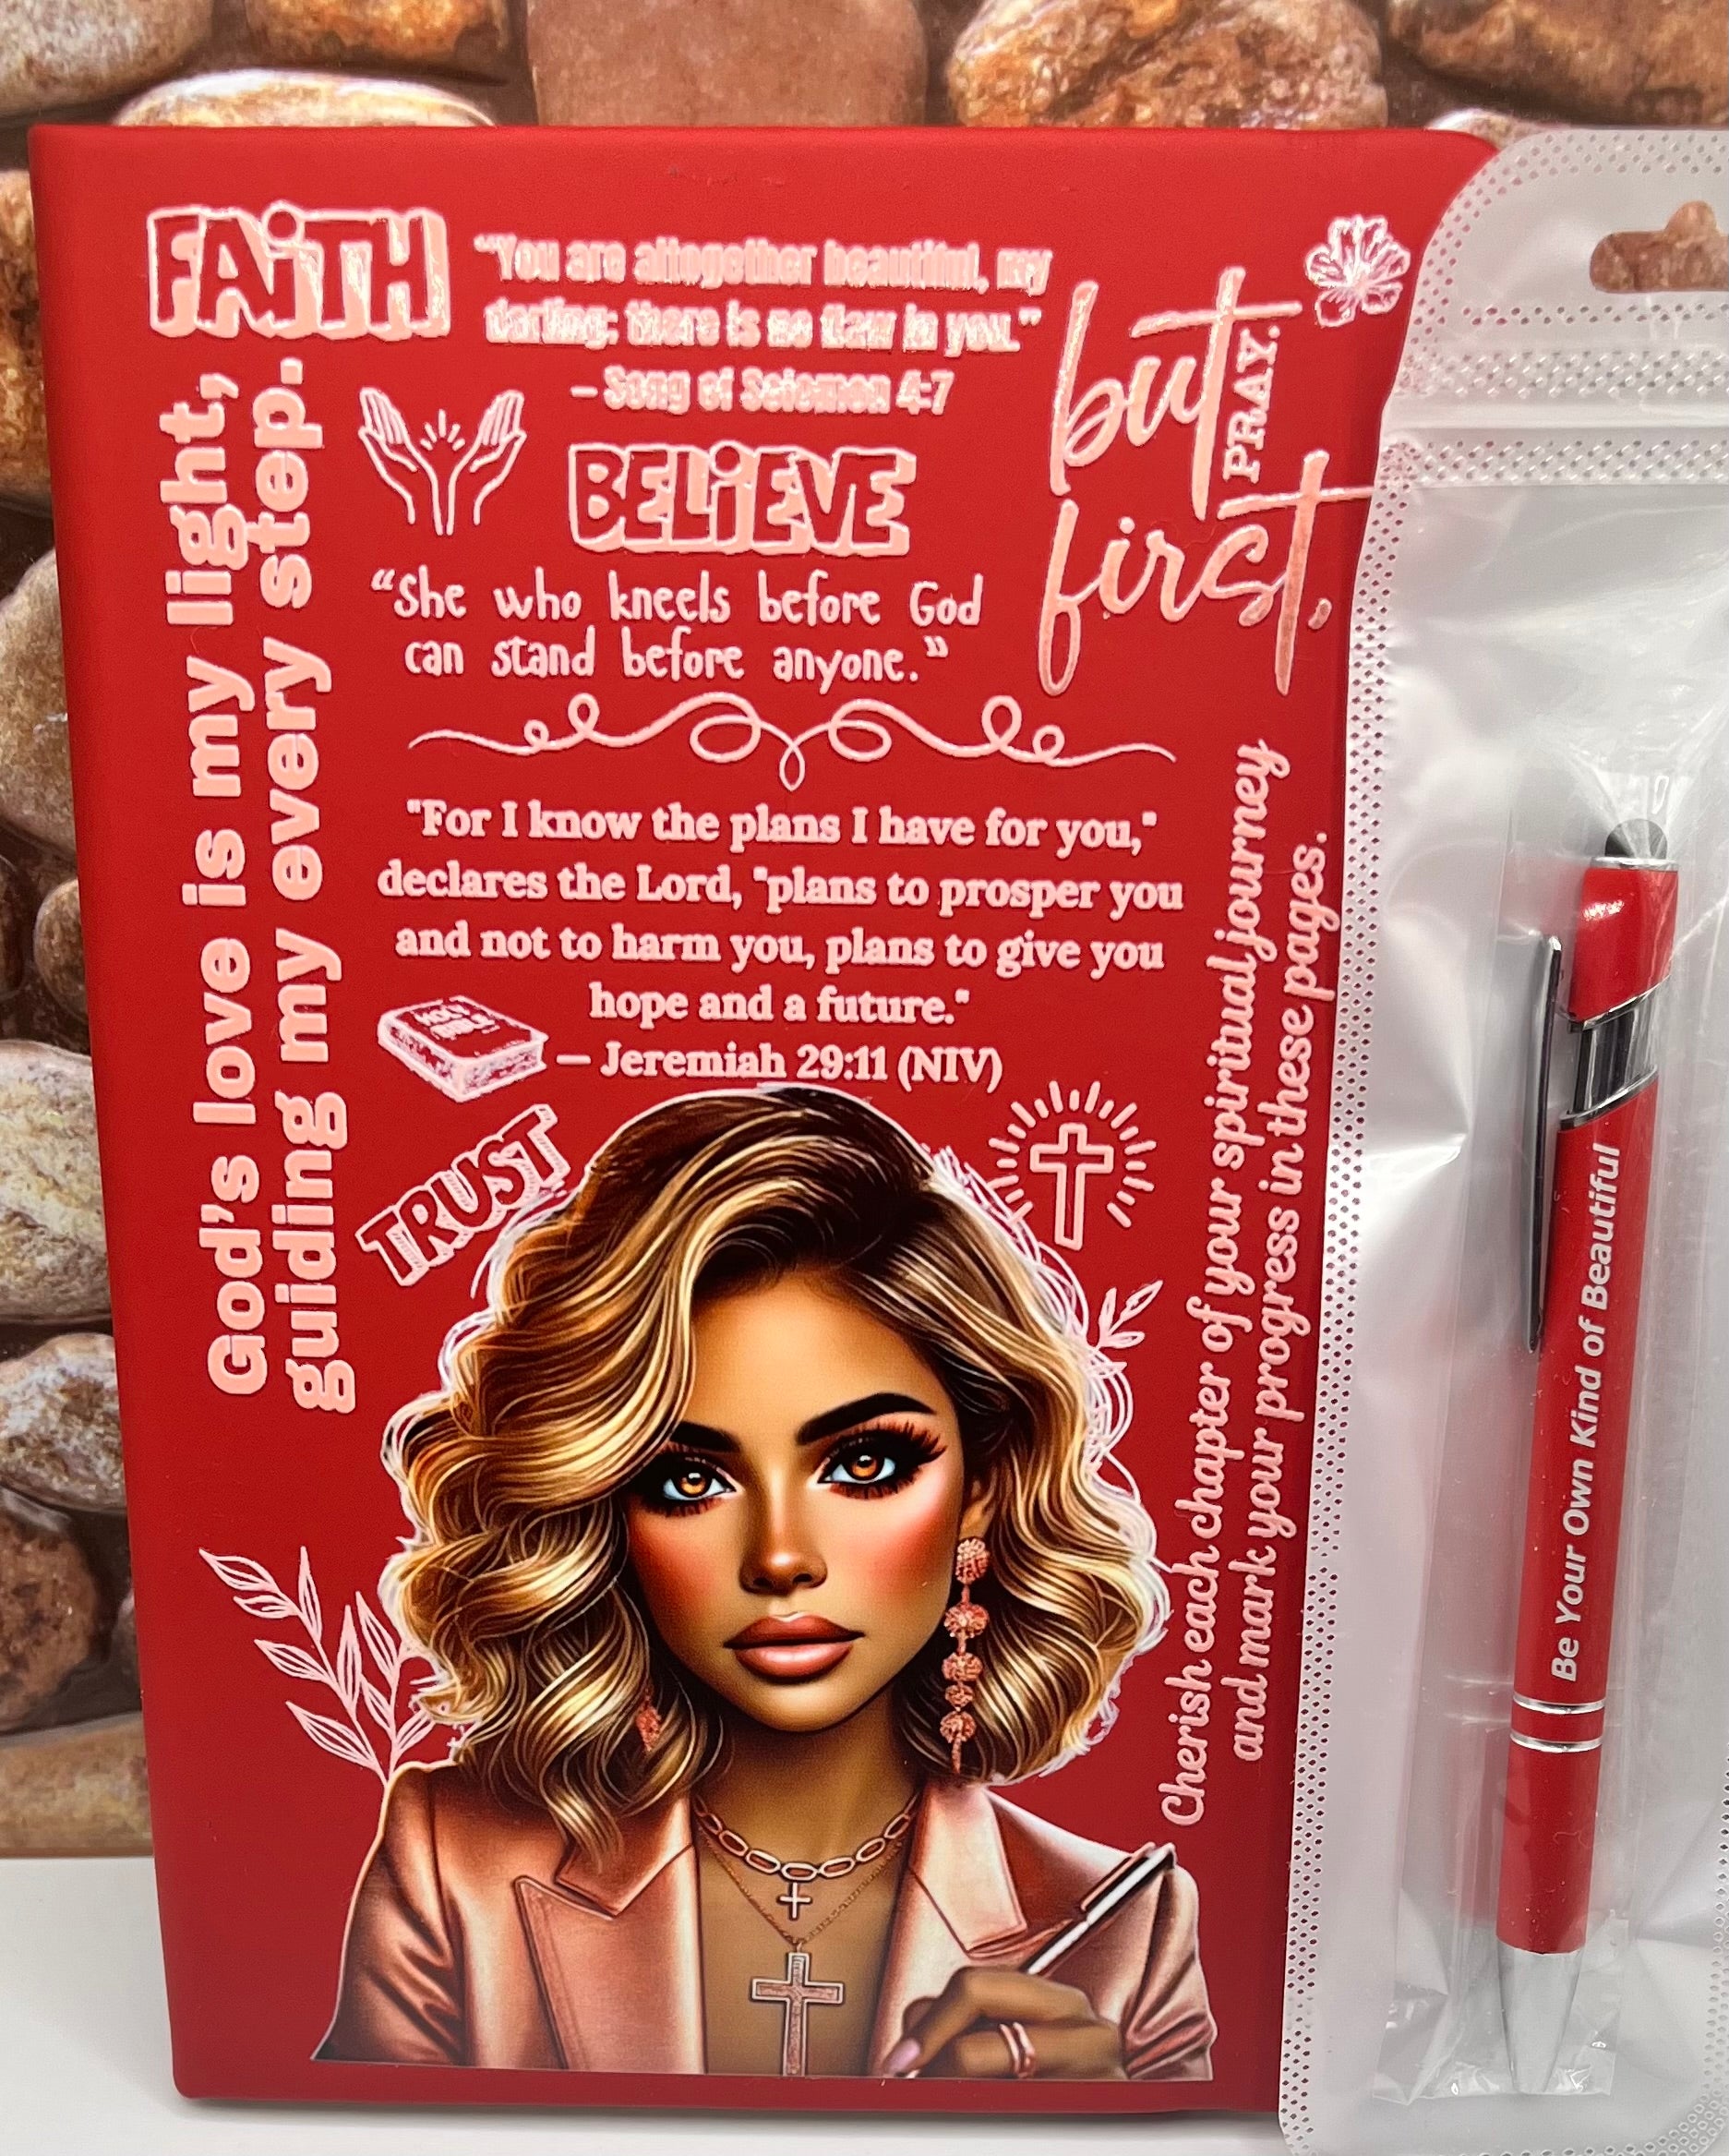 FAiTH
"You are altogether beautiful, my
darling; there is no flaw in you."
– Song of Solomon 4:7
but
PRAY.
first,
God's love is my light,
guiding my every step.
BELiEVE
"She who kneels before God
can stand before anyone."
"For I know the plans I have for you,"
declares the Lord, "plans to prosper you
and not to harm you, plans to give you
hope and a future."
— Jeremiah 29:11 (NIV)
HOLY
BIBLE
TRUST
Cherish each chapter of your spiritual journey
and mark your progress in these pages.
Be Your Own Kind of Beautiful